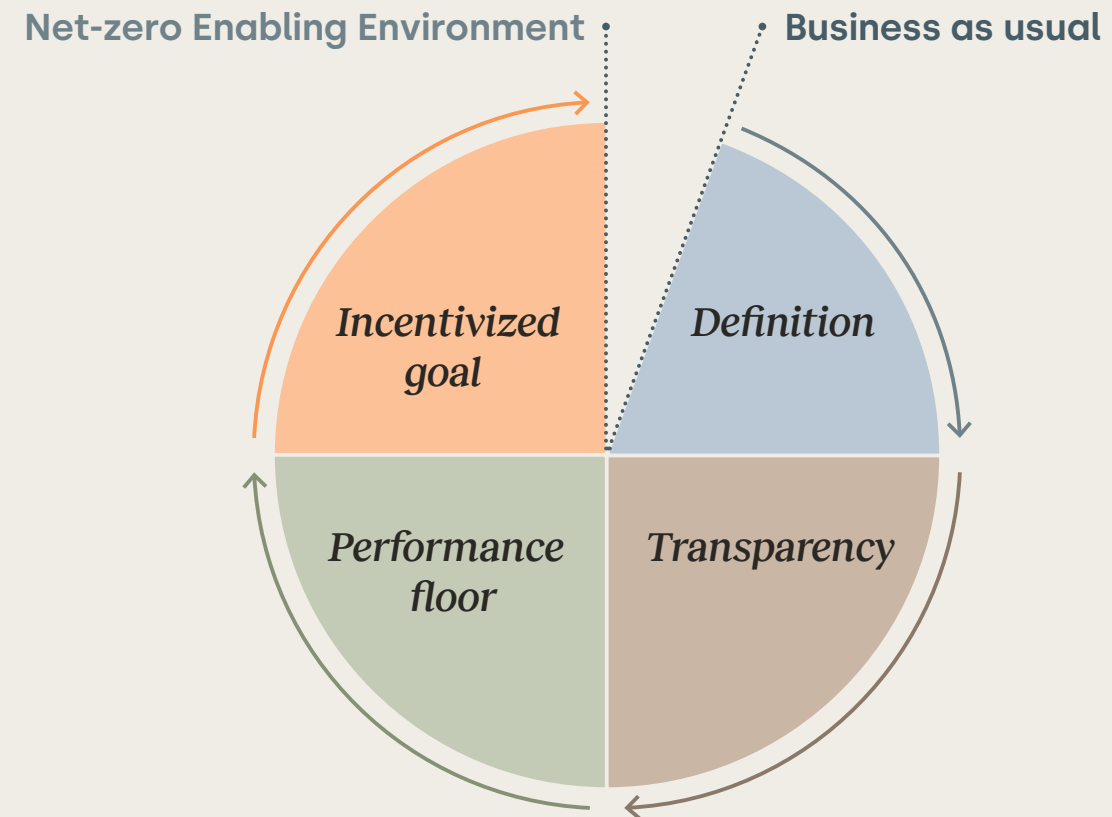 Net-zero Enabling Environment
Business as usual
Incentivized
goal
Definition
Performance
floor
Transparency